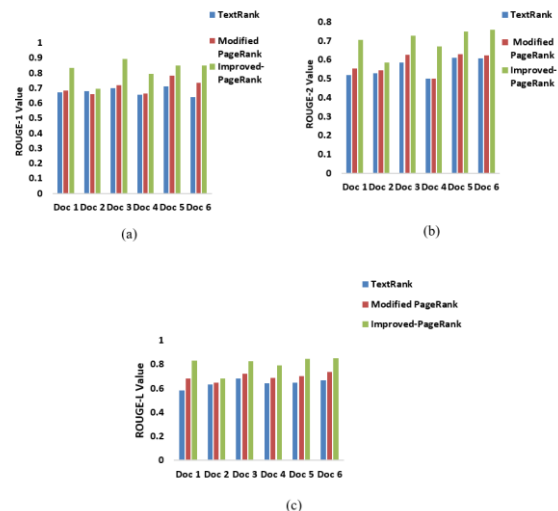 TextRank
Modified
PageRank
Improved-
PageRank
ROUGE-1 Value
1
0.9
0.8
0.7
0.6
0.5
0.4
0.3
0.2
0.1
0
Doc 1 Doc 2 Doc 3 Doc 4 Doc 5 Doc 6
(a)
TextRank
Modified
PageRank
Improved-
PageRank
ROUGE-2 Value
0.8
0.7
0.6
0.5
0.4
0.3
0.2
0.1
0
Doc 1 Doc 2 Doc 3 Doc 4 Doc 5 Doc 6
(b)
TextRank
Modified PageRank
Improved-PageRank
ROUGE-L Value
1
0.8
0.6
0.4
0.2
0
Doc 1 Doc 2 Doc 3 Doc 4 Doc 5 Doc 6
(c)